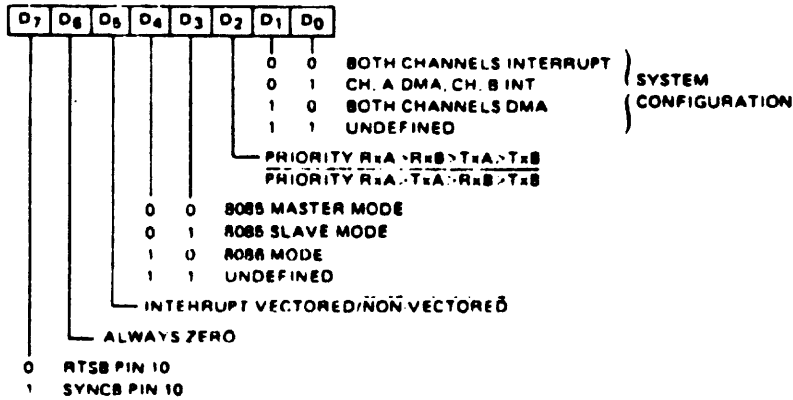 D7 D6 D5 D4 D3 D2 D1 D0
0 0 BOTH CHANNELS INTERRUPT
0 1 CH. A DMA, CH. B INT
1 0 BOTH CHANNELS DMA
1 1 UNDEFINED
SYSTEM
CONFIGURATION
PRIORITY RxA>RxB>TxA>TxB
PRIORITY RxA>TxA>RxB>TxB
0 0 8085 MASTER MODE
0 1 8085 SLAVE MODE
1 0 8086 MODE
1 1 UNDEFINED
INTERRUPT VECTORED/NON-VECTORED
ALWAYS ZERO
0 RTSB PIN 10
1 SYNCB PIN 10